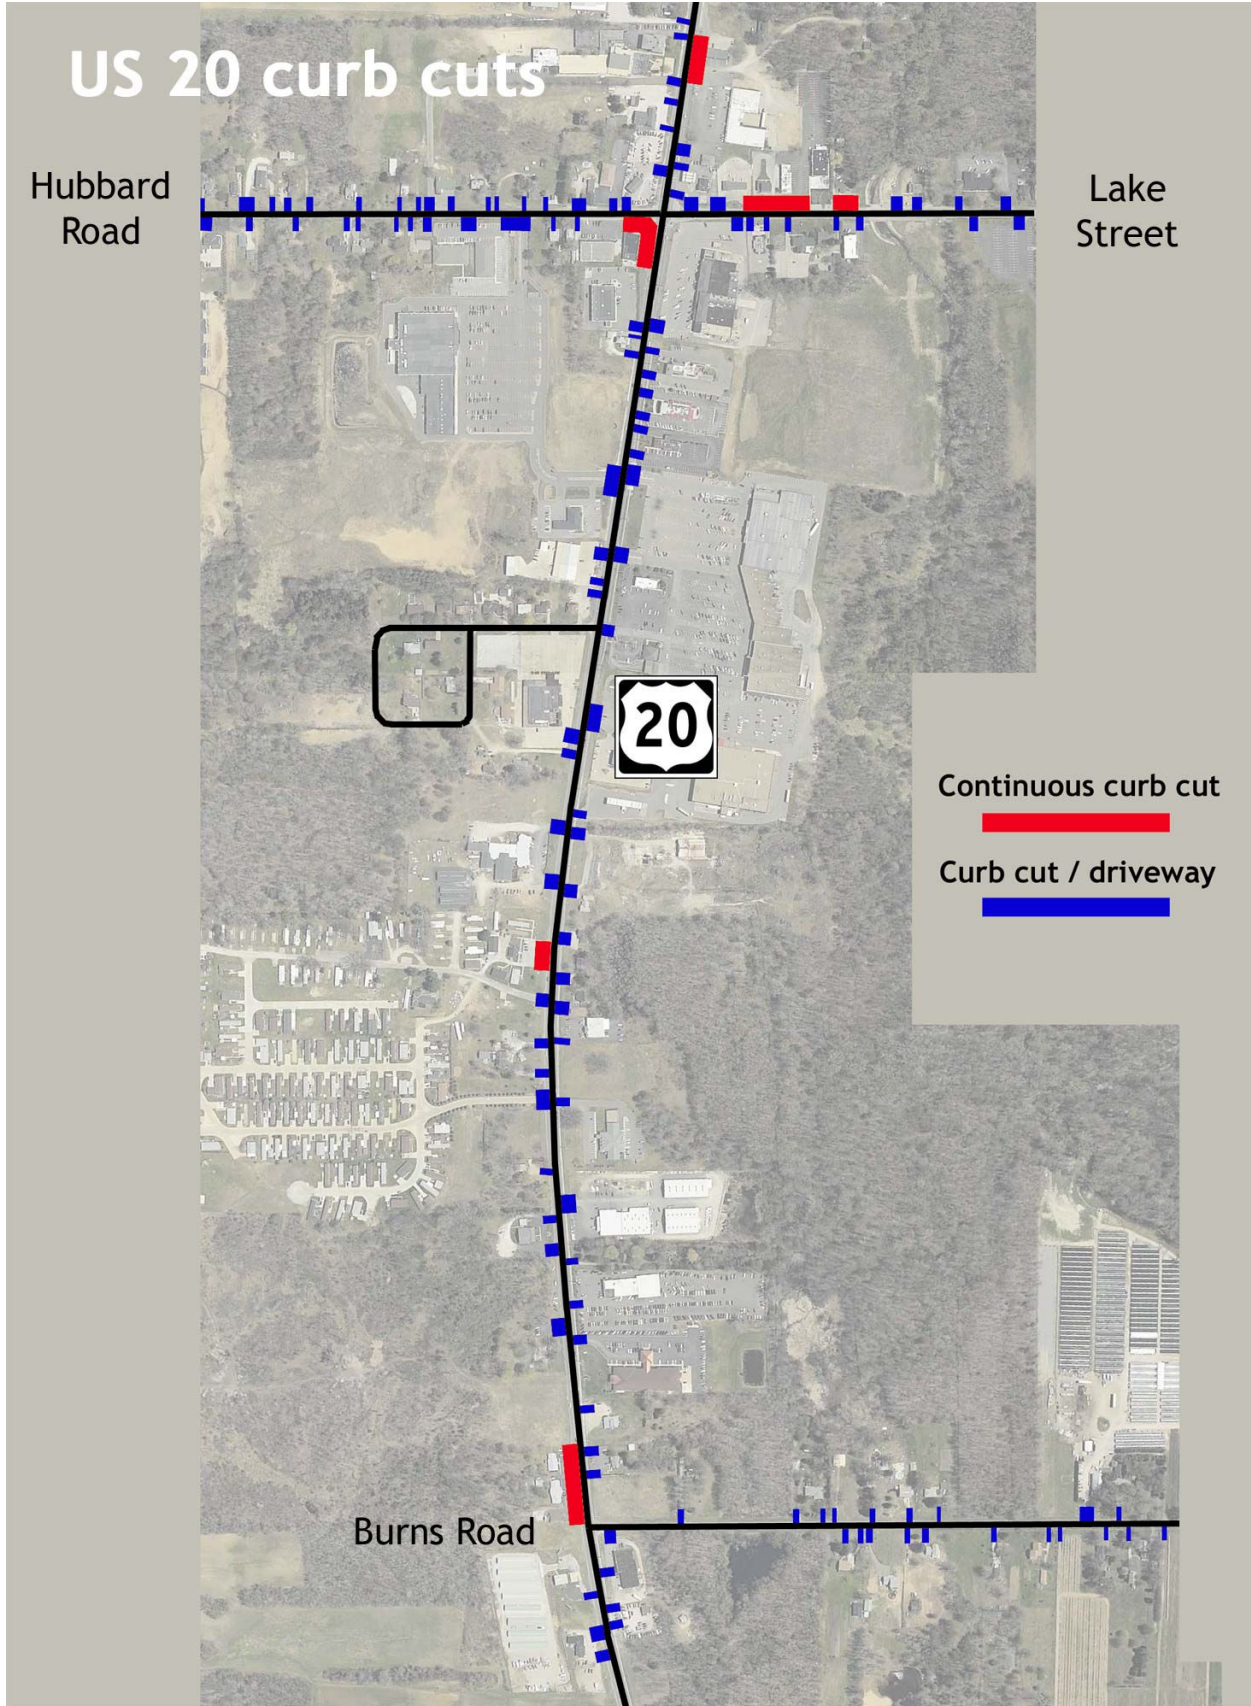 US 20 curb cuts
Hubbard
Road
Lake
Street
20
Continuous curb cut
Curb cut / driveway
Burns Road